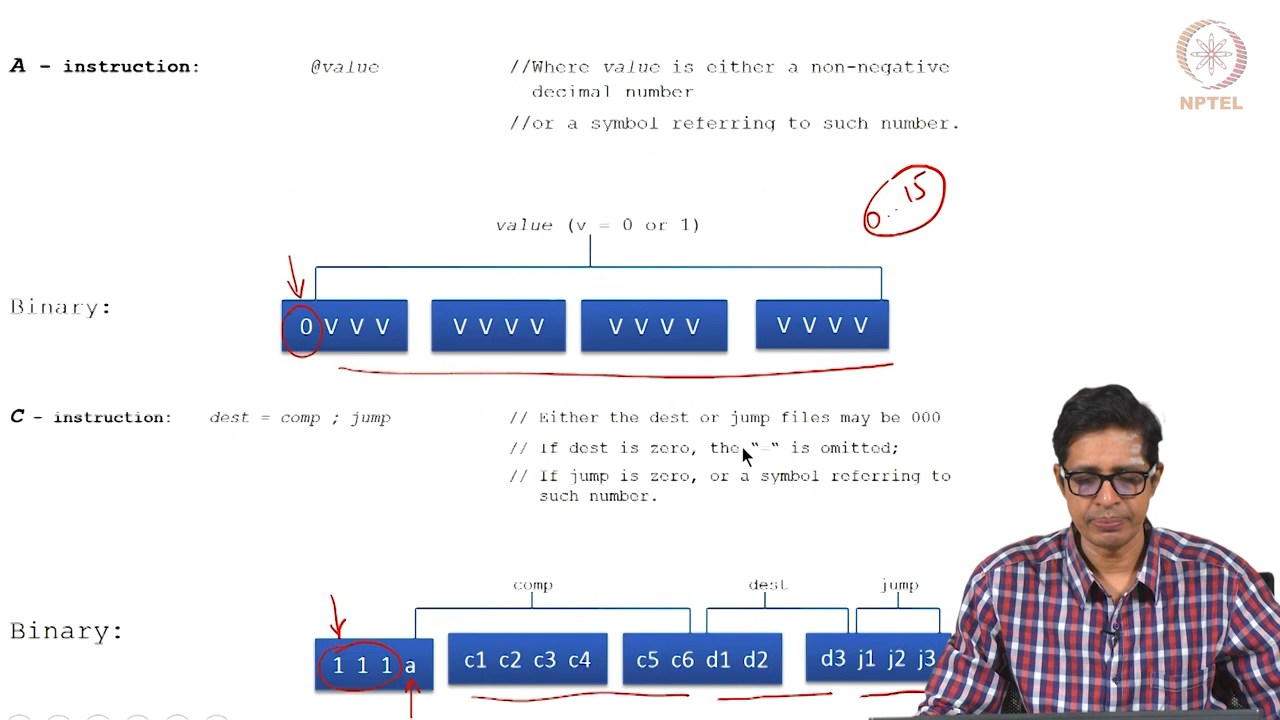 A - instruction: @value //Where value is either a non-negative
decimal number
//or a symbol referring to such number.
NPTEL
0..15
value (v = 0 or 1)
Binary: 0 V V V V V V V V V V V V V V V
C - instruction: dest = comp ; jump // Either the dest or jump files may be 000
// If dest is zero, the "=" is omitted;
// If jump is zero, or a symbol referring to
such number.
comp dest jump
Binary: 1 1 1 a c1 c2 c3 c4 c5 c6 d1 d2 d3 j1 j2 j3